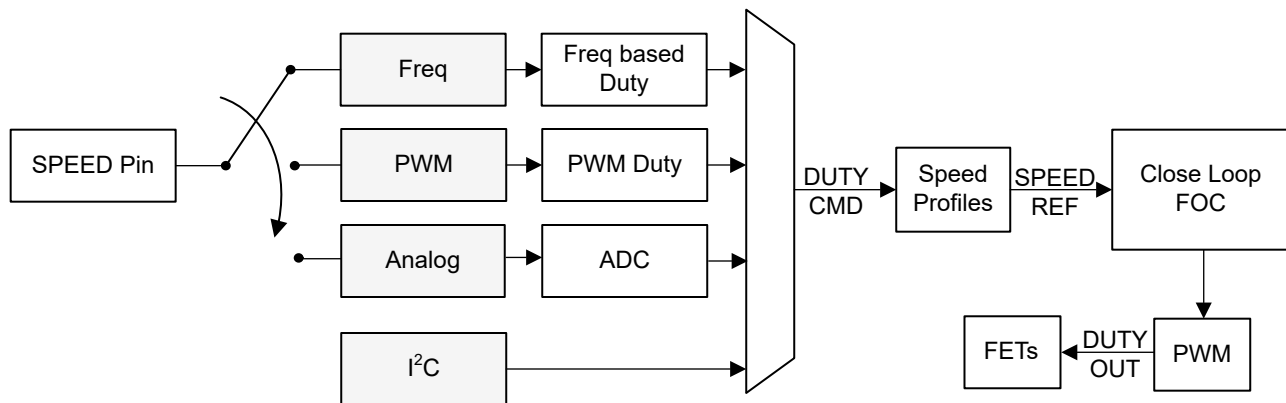 SPEED Pin
Freq
Freq based
Duty
PWM
PWM Duty
Analog
ADC
I²C
DUTY
CMD
Speed
Profiles
SPEED
REF
Close Loop
FOC
PWM
DUTY
OUT
FETs